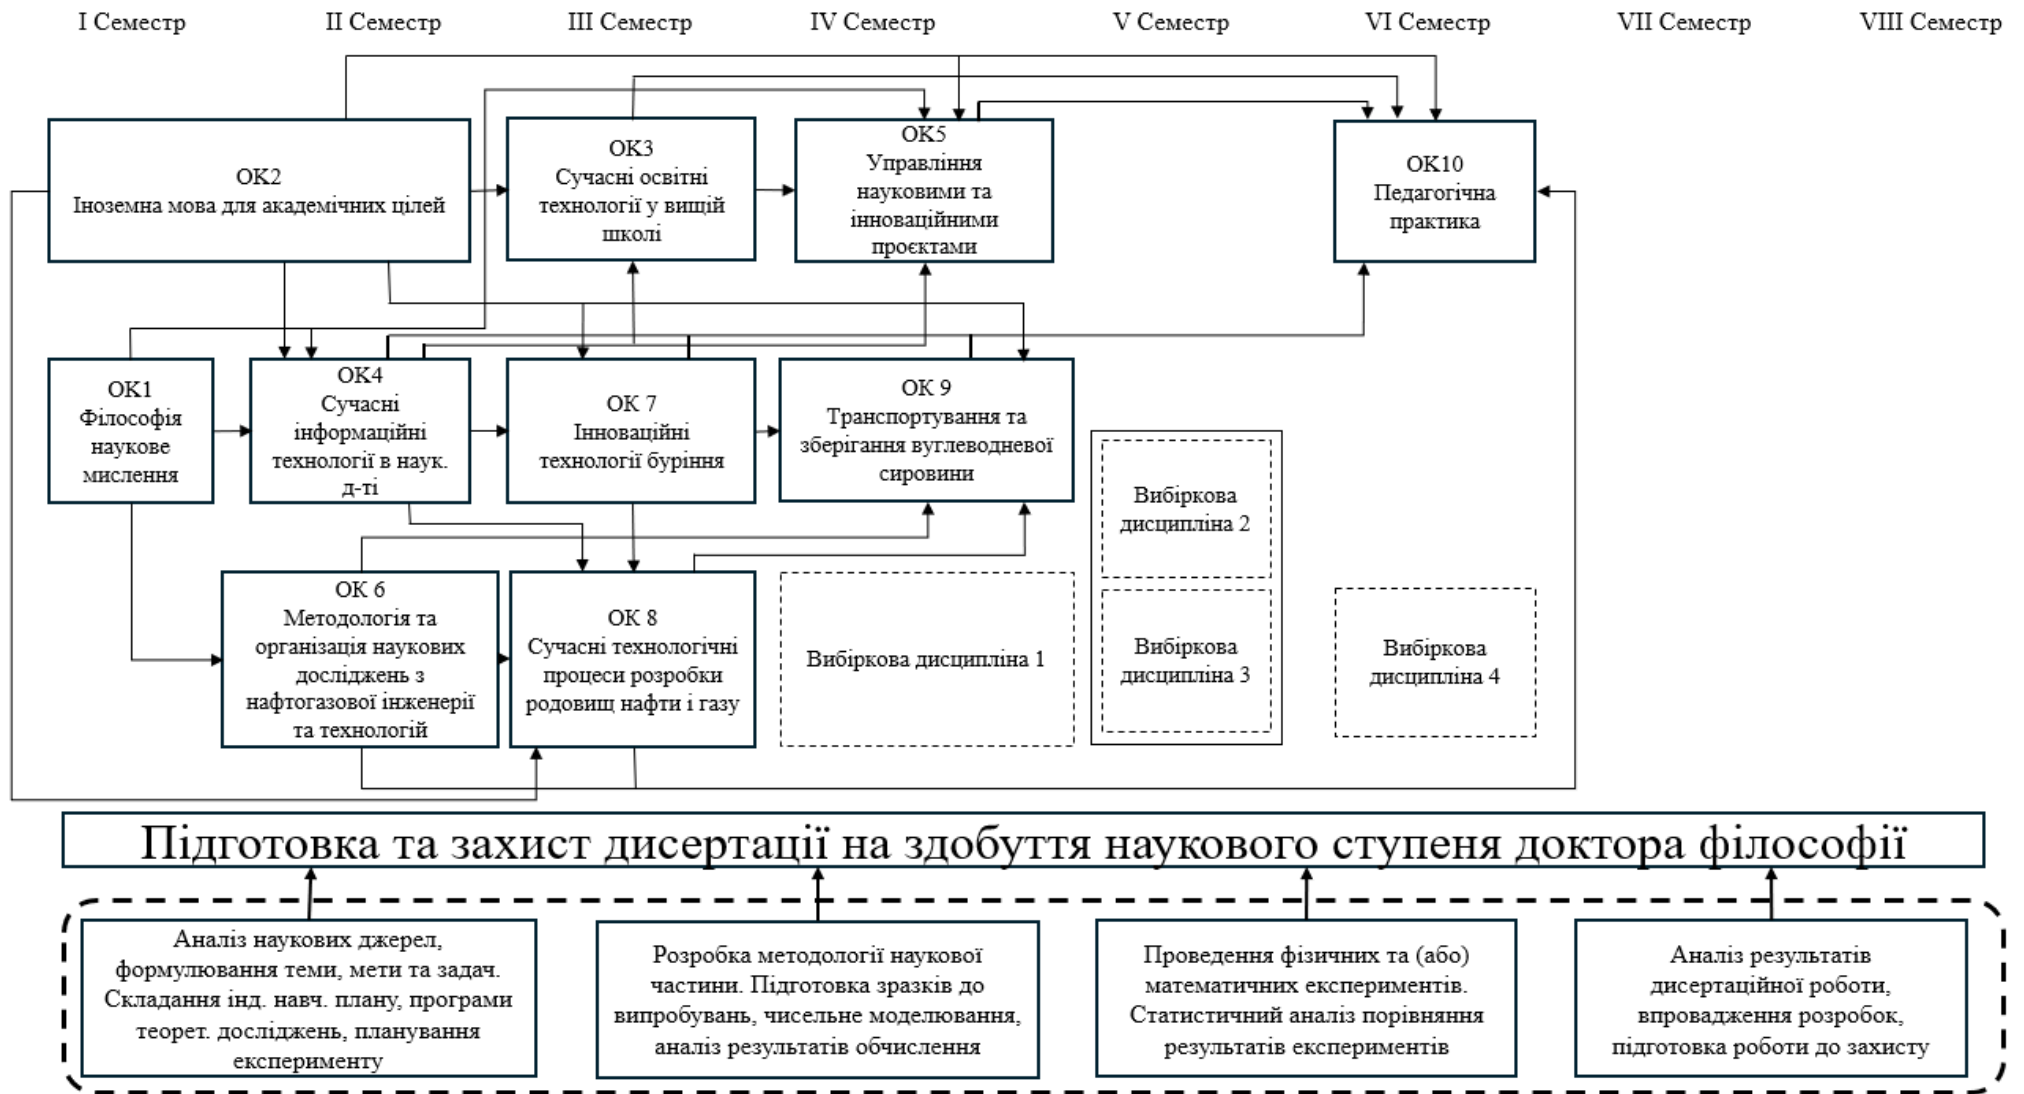 I Семестр
II Семестр
III Семестр
IV Семестр
V Семестр
VI Семестр
VII Семестр
VIII Семестр
ОК2
Іноземна мова для академічних цілей
ОК3
Сучасні освітні
технології у вищій
школі
ОК5
Управління
науковими та
інноваційними
проєктами
ОК10
Педагогічна
практика
ОК1
Філософія
наукове
мислення
ОК4
Сучасні
інформаційні
технології в наук.
д-ті
ОК 7
Інноваційні
технології буріння
ОК 9
Транспортування та
зберігання вуглеводневої
сировини
Вибіркова
дисципліна 2
ОК 6
Методологія та
організація наукових
досліджень з
нафтогазової інженерії
та технологій
ОК 8
Сучасні технологічні
процеси розробки
родовищ нафти і газу
Вибіркова дисципліна 1
Вибіркова
дисципліна 3
Вибіркова
дисципліна 4
Підготовка та захист дисертації на здобуття наукового ступеня доктора філософії
Аналіз наукових джерел,
формулювання теми, мети та задач.
Складання інд. навч. плану, програми
теорет. досліджень, планування
експерименту
Розробка методології наукової
частини. Підготовка зразків до
випробувань, чисельне моделювання,
аналіз результатів обчислення
Проведення фізичних та (або)
математичних експериментів.
Статистичний аналіз порівняння
результатів експериментів
Аналіз результатів
дисертаційної роботи,
впровадження розробок,
підготовка роботи до захисту